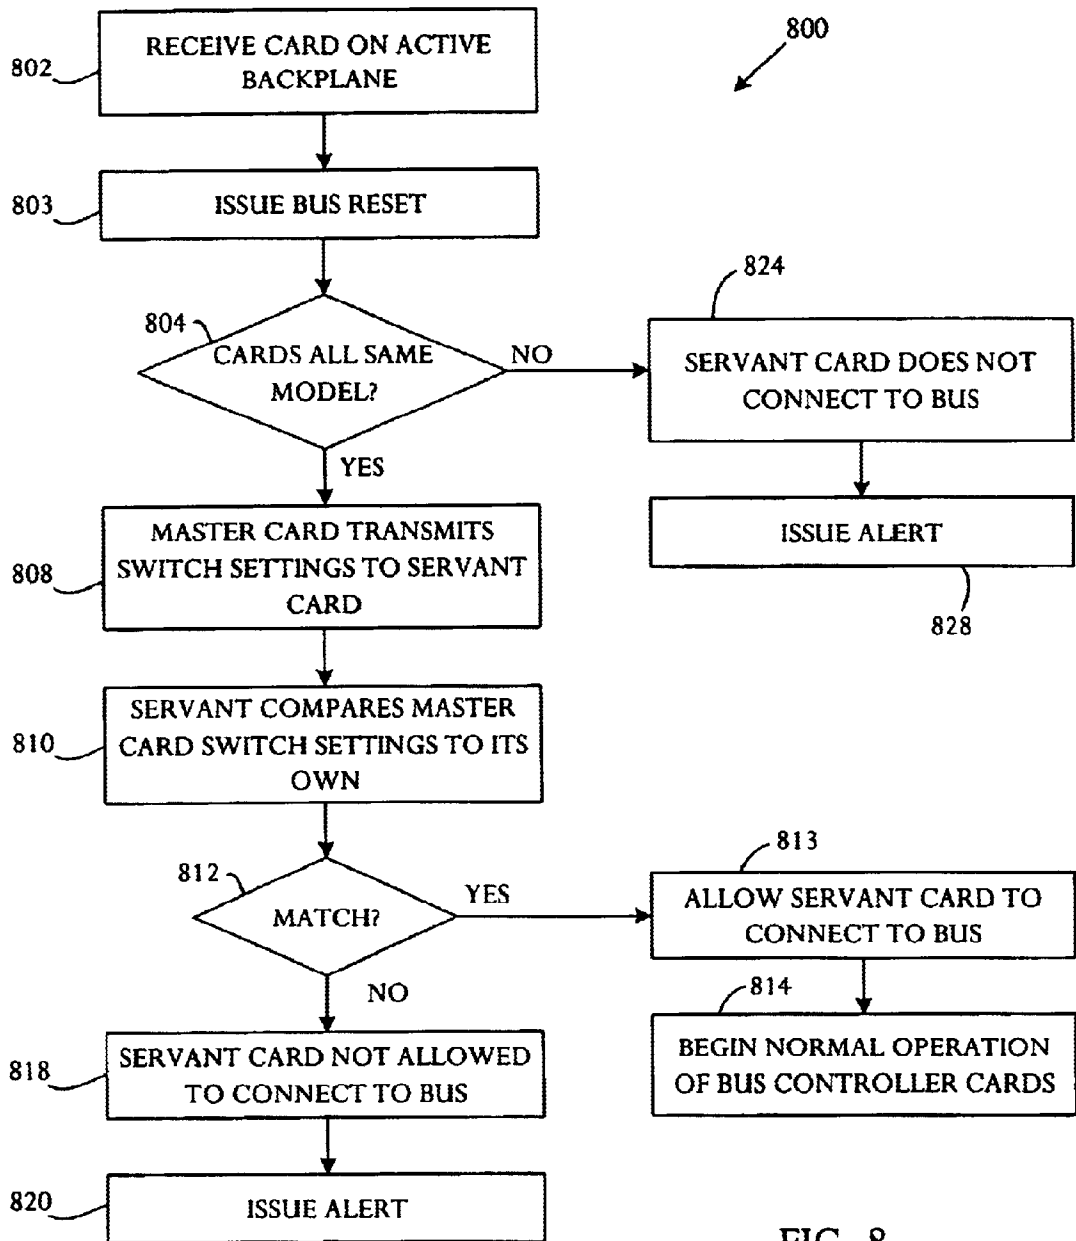 800
802
RECEIVE CARD ON ACTIVE
BACKPLANE
803
ISSUE BUS RESET
804
CARDS ALL SAME
MODEL?
NO
YES
824
SERVANT CARD DOES NOT
CONNECT TO BUS
ISSUE ALERT
828
808
MASTER CARD TRANSMITS
SWITCH SETTINGS TO SERVANT
CARD
810
SERVANT COMPARES MASTER
CARD SWITCH SETTINGS TO ITS
OWN
812
MATCH?
YES
NO
813
ALLOW SERVANT CARD TO
CONNECT TO BUS
814
BEGIN NORMAL OPERATION
OF BUS CONTROLLER CARDS
818
SERVANT CARD NOT ALLOWED
TO CONNECT TO BUS
820
ISSUE ALERT
FIG. 8